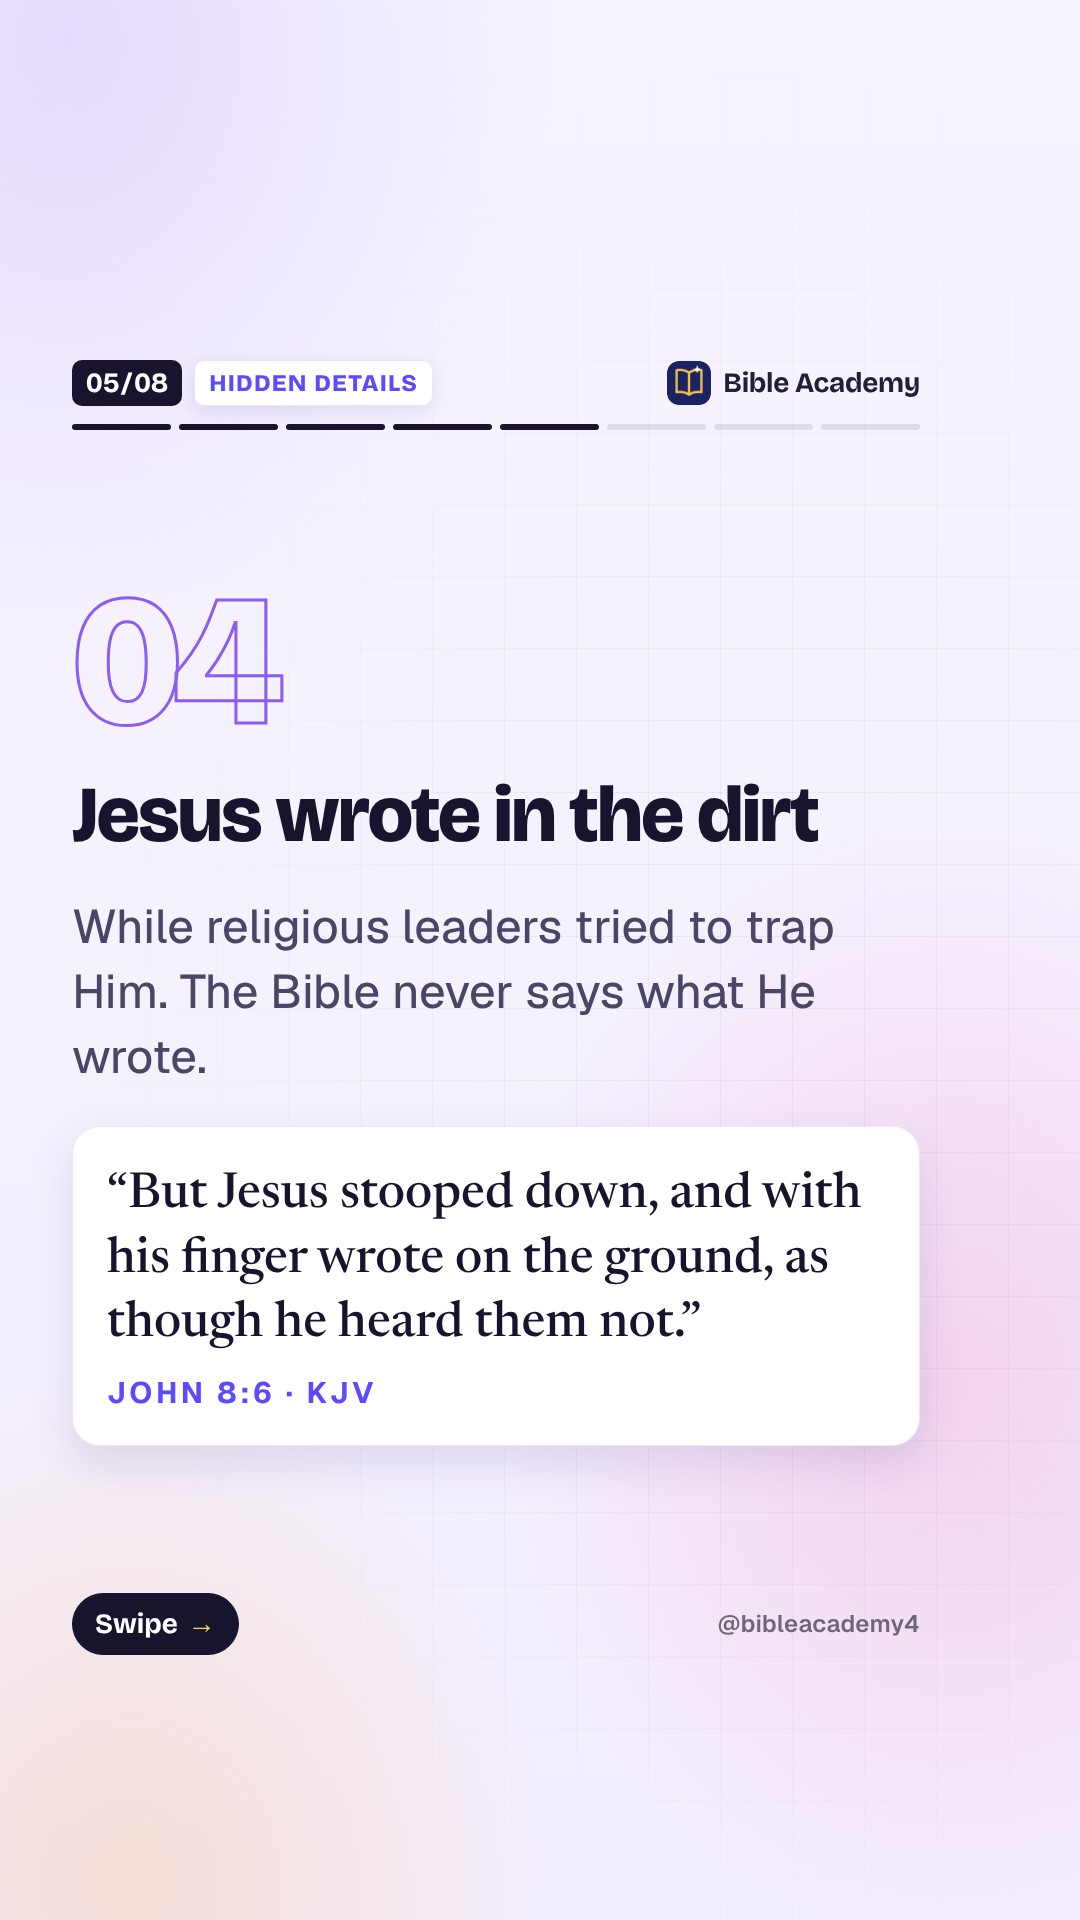 05/08 HIDDEN DETAILS
Bible Academy
04
Jesus wrote in the dirt
While religious leaders tried to trap
Him. The Bible never says what He
wrote.
“But Jesus stooped down, and with
his finger wrote on the ground, as
though he heard them not.”
JOHN 8:6 · KJV
Swipe →
@bibleacademy4